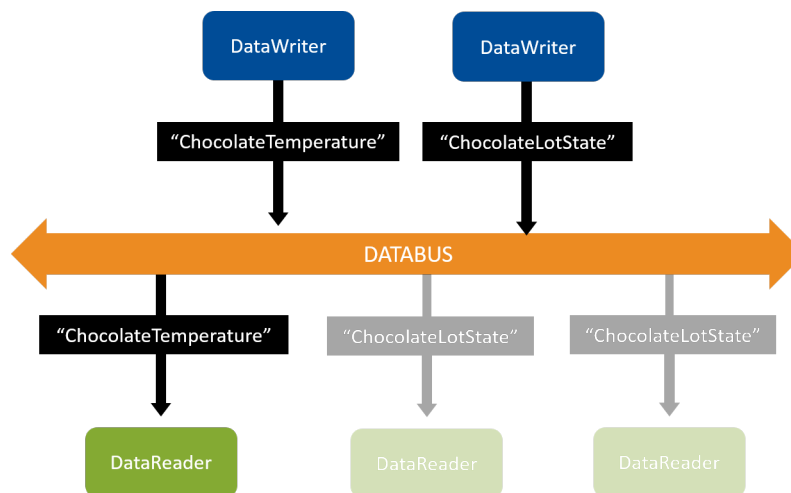 DataWriter
DataWriter
“ChocolateTemperature”
“ChocolateLotState”
DATABUS
“ChocolateTemperature”
“ChocolateLotState”
“ChocolateLotState”
DataReader
DataReader
DataReader